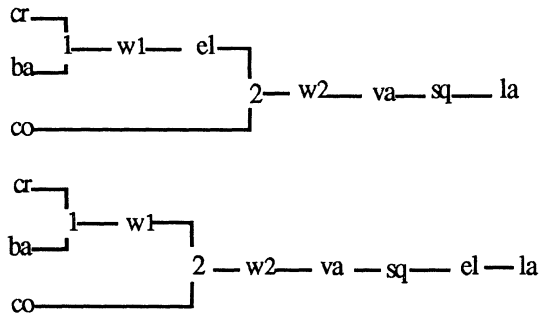 cr
1 w1 el
ba
2 w2 va sq la
co
cr
1 w1
ba
2 w2 va sq el la
co